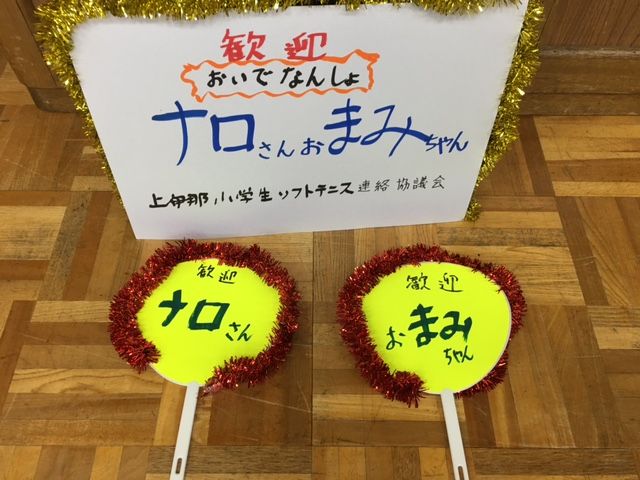 歓迎
おいでなんしょ
ナロさんおまみちゃん
上伊那小学生ソフトテニス連絡協議会
歓迎
ナロさん
歓迎
おまみちゃん